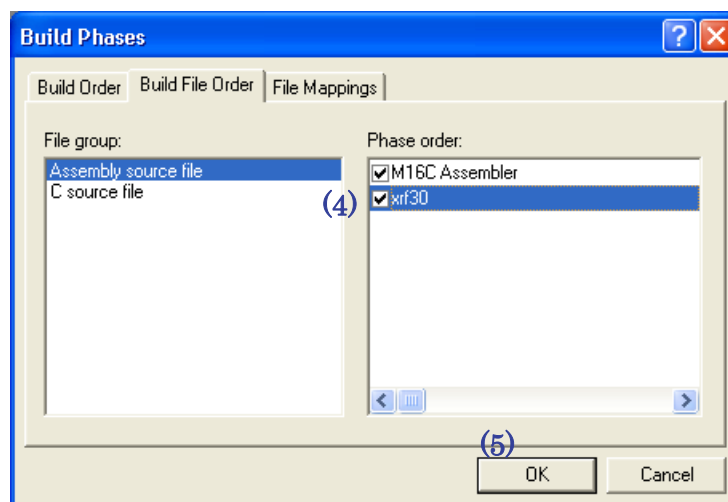 Build Phases
Build Order Build File Order File Mappings
File group: Phase order:
Assembly source file M16C Assembler
C source file (4) xrf30
(5)
OK Cancel